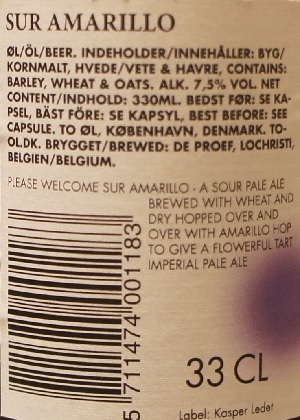 SUR AMARILLO
ØL/ÖL/BEER. INDEHOLDER/INNEHÅLLER: BYG/
KORNMALT, HVEDE/VETE & HAVRE, CONTAINS:
BARLEY, WHEAT & OATS. ALK. 7,5% VOL. NET
CONTENT/INDHOLD: 330ML. BEDST FØR: SE KA-
PSEL, BÄST FÖRE: SE KAPSYL, BEST BEFORE: SEE
CAPSULE. TO ØL, KØBENHAVN, DENMARK. TO-
OL.DK. BRYGGET/BREWED: DE PROEF, LOCHRISTI,
BELGIEN/BELGIUM.
PLEASE WELCOME SUR AMARILLO - A SOUR PALE ALE
BREWED WITH WHEAT AND
DRY HOPPED OVER AND
OVER WITH AMARILLO HOP
TO GIVE A FLOWERFUL TART
IMPERIAL PALE ALE
5 711474 001183
33 CL
Label: Kasper Ledet